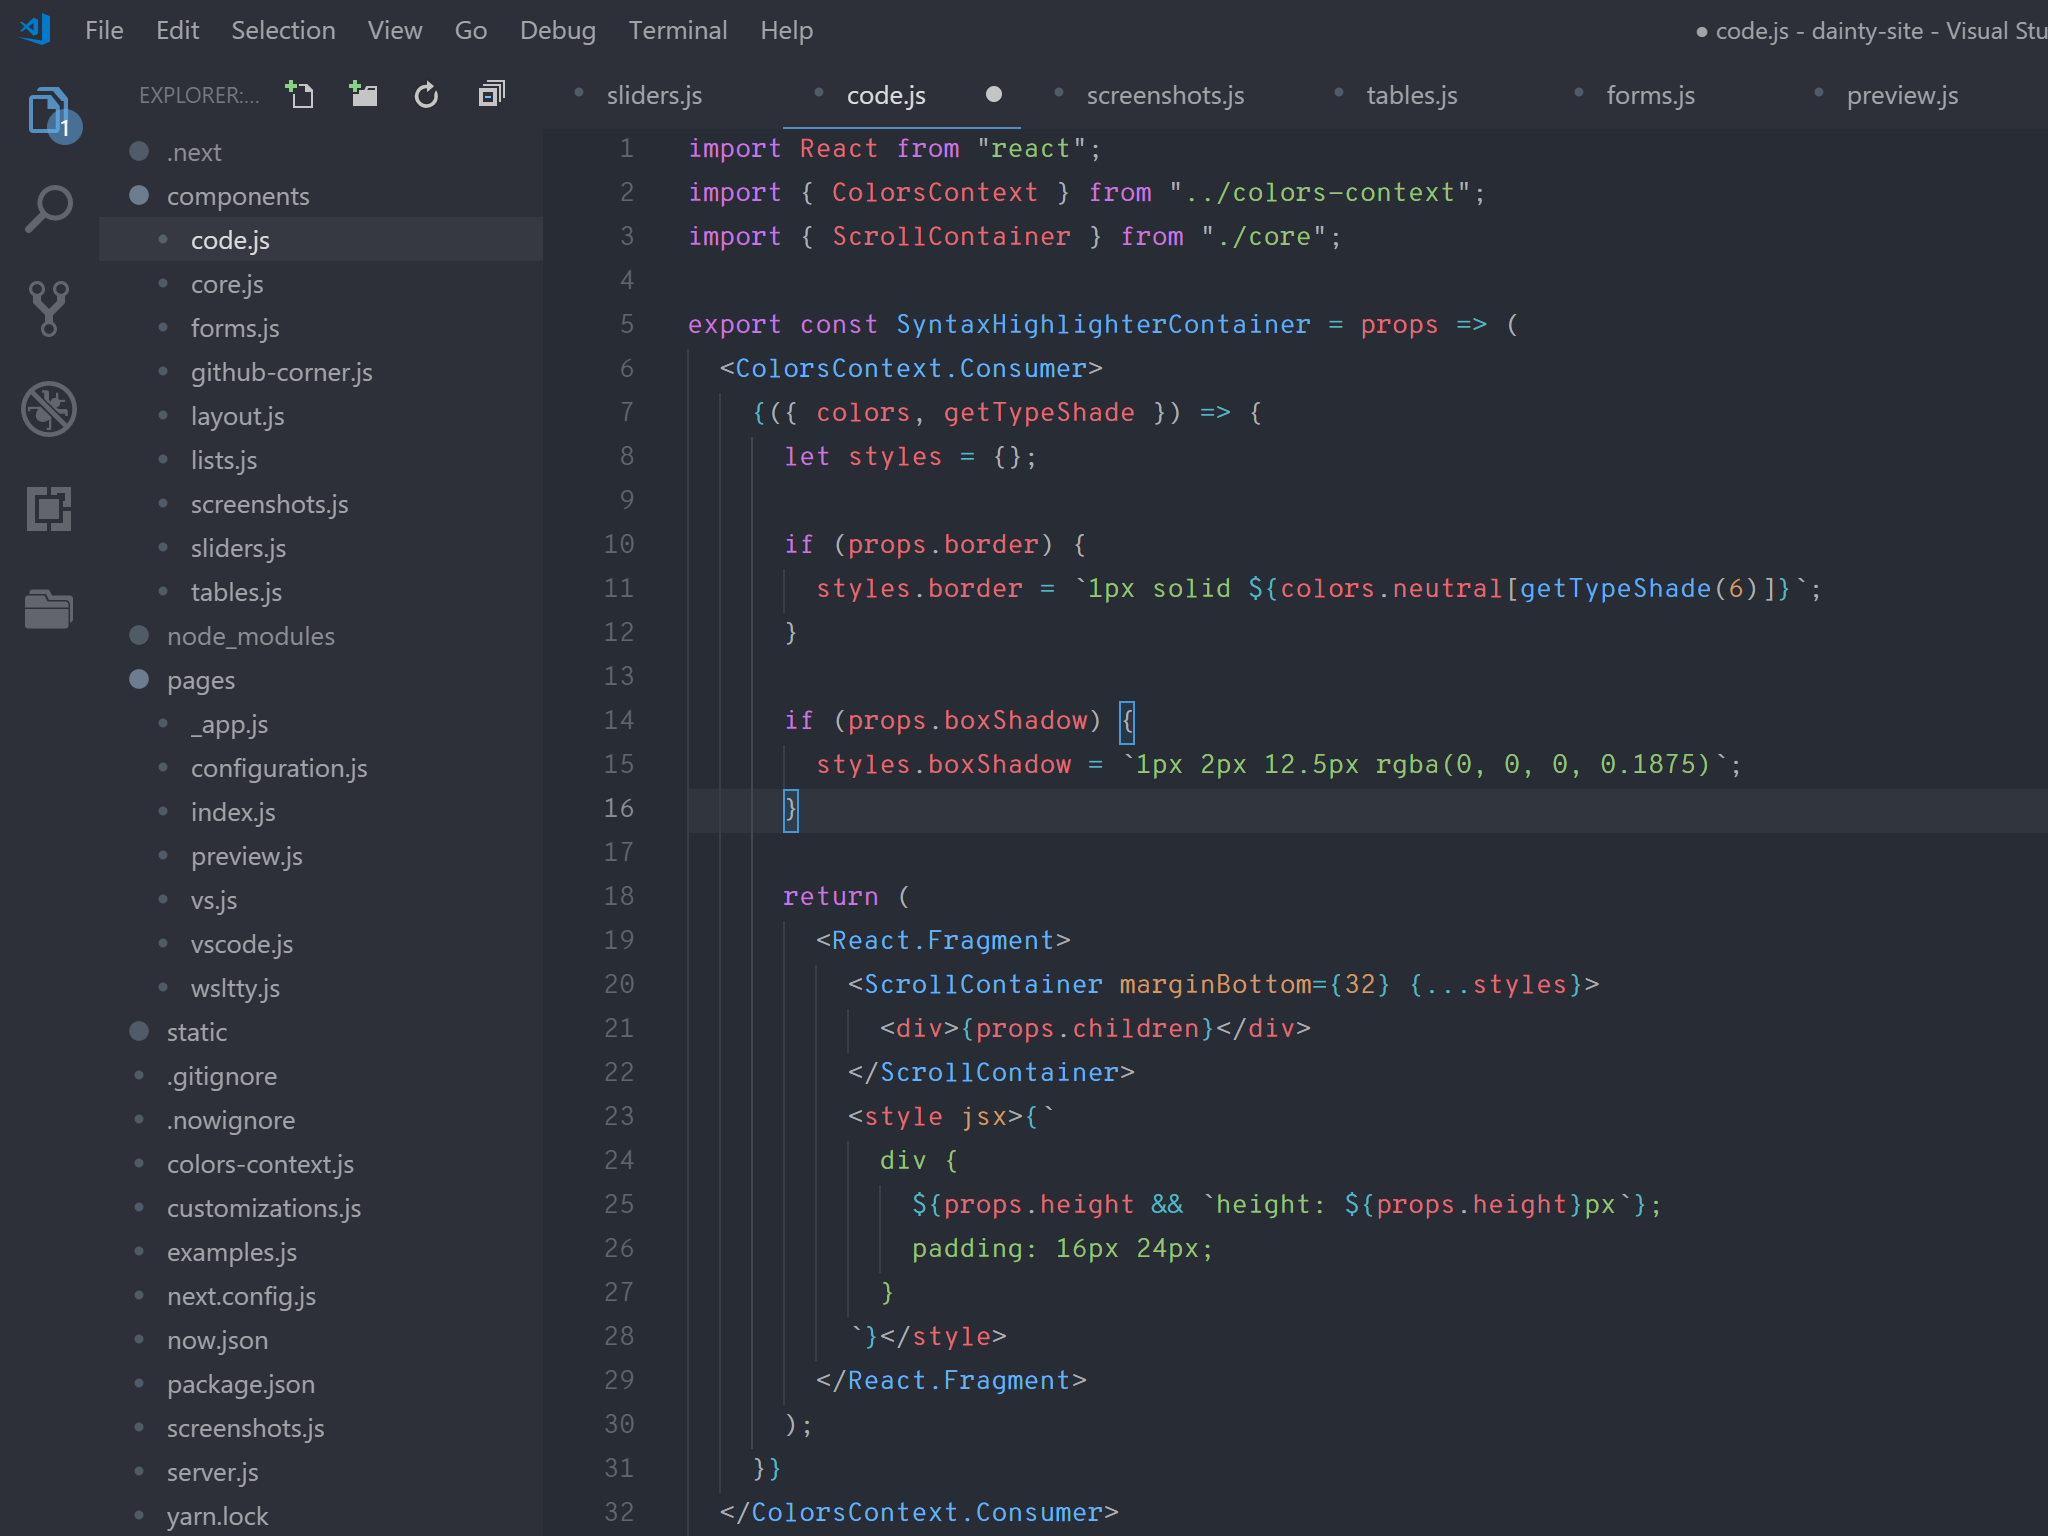 File Edit Selection View Go Debug Terminal Help
● code.js - dainty-site - Visual Stu
EXPLORER:...
1
.next
components
code.js
core.js
forms.js
github-corner.js
layout.js
lists.js
screenshots.js
sliders.js
tables.js
node_modules
pages
_app.js
configuration.js
index.js
preview.js
vs.js
vscode.js
wsltty.js
static
.gitignore
.nowignore
colors-context.js
customizations.js
examples.js
next.config.js
now.json
package.json
screenshots.js
server.js
yarn.lock
sliders.js code.js screenshots.js tables.js forms.js preview.js
1 import React from "react";
2 import { ColorsContext } from "../colors-context";
3 import { ScrollContainer } from "./core";
4
5 export const SyntaxHighlighterContainer = props => (
6 <ColorsContext.Consumer>
7 {({ colors, getTypeShade }) => {
8 let styles = {};
9
10 if (props.border) {
11 styles.border = `1px solid ${colors.neutral[getTypeShade(6)]}`;
12 }
13
14 if (props.boxShadow) {
15 styles.boxShadow = `1px 2px 12.5px rgba(0, 0, 0, 0.1875)`;
16 }
17
18 return (
19 <React.Fragment>
20 <ScrollContainer marginBottom={32} {...styles}>
21 <div>{props.children}</div>
22 </ScrollContainer>
23 <style jsx>{`
24 div {
25 ${props.height && `height: ${props.height}px`};
26 padding: 16px 24px;
27 }
28 `}</style>
29 </React.Fragment>
30 );
31 }}
32 </ColorsContext.Consumer>